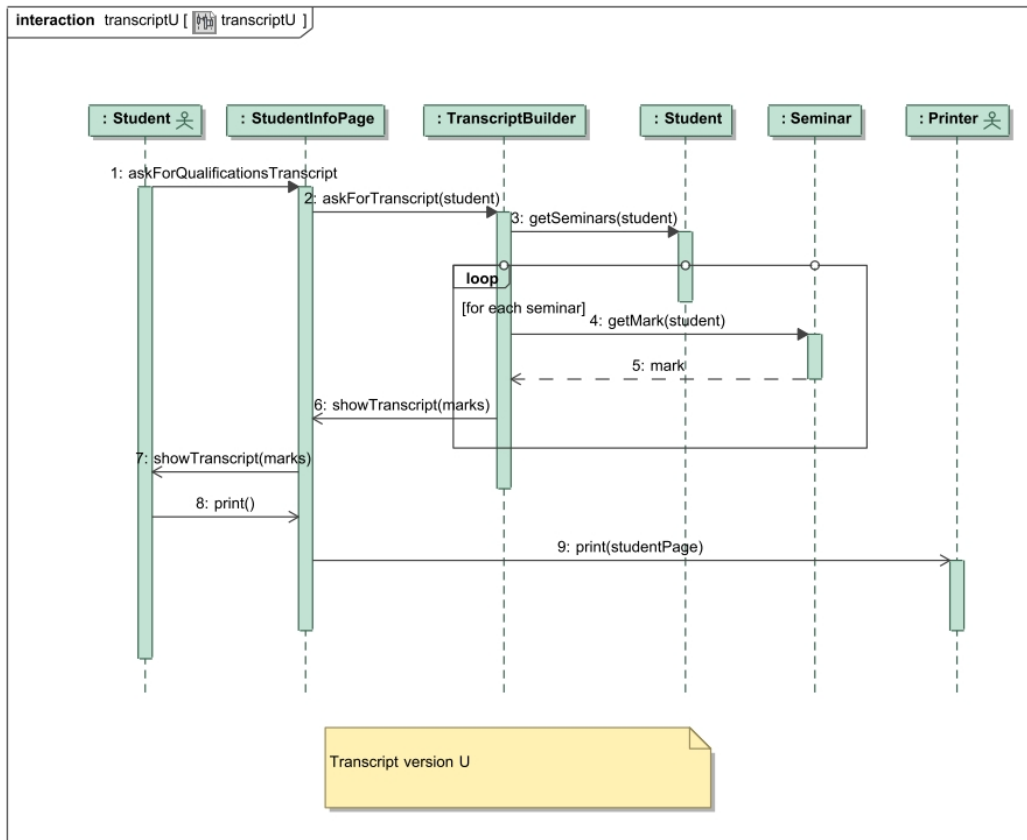 interaction transcriptU [ transcriptU ]
: Student
: StudentInfoPage
: TranscriptBuilder
: Student
: Seminar
: Printer
1: askForQualificationsTranscript
2: askForTranscript(student)
3: getSeminars(student)
loop
[for each seminar]
4: getMark(student)
5: mark
6: showTranscript(marks)
7: showTranscript(marks)
8: print()
9: print(studentPage)
Transcript version U